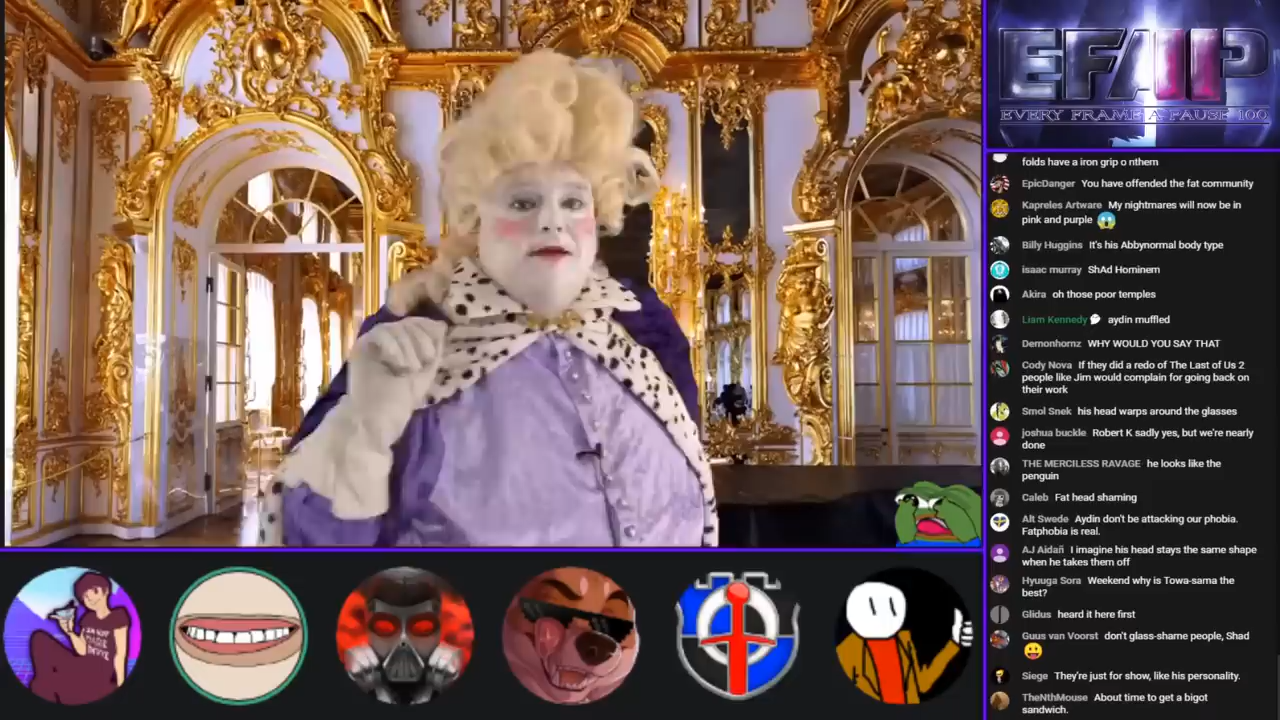 EFAP
EVERY FRAME A PAUSE 100
folds have a iron grip o nthem
EpicDanger You have offended the fat community
Kapreles Artware My nightmares will now be in
pink and purple
Billy Huggins It's his Abbynormal body type
isaac murray ShAd Hominem
Akira oh those poor temples
Liam Kennedy aydin muffled
Demonhornz WHY WOULD YOU SAY THAT
Cody Nova If they did a redo of The Last of Us 2
people like Jim would complain for going back on
their work
Smol Snek his head warps around the glasses
joshua buckle Robert K sadly yes, but we're nearly
done
THE MERCILESS RAVAGE he looks like the
penguin
Caleb Fat head shaming
Alt Swede Aydin don't be attacking our phobia.
Fatphobia is real.
AJ Aidañ I imagine his head stays the same shape
when he takes them off
Hyuuga Sora Weekend why is Towa-sama the
best?
Glidus heard it here first
Guus van Voorst don't glass-shame people, Shad
Siege They're just for show, like his personality.
TheNthMouse About time to get a bigot
sandwich.